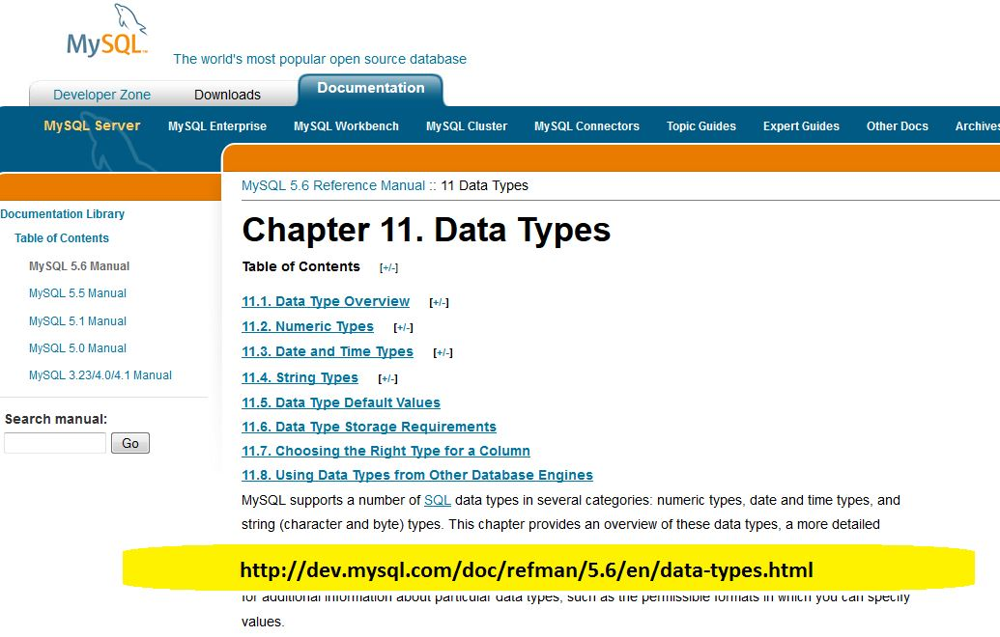 MySQL™
The world's most popular open source database
Developer Zone Downloads Documentation
MySQL Server MySQL Enterprise MySQL Workbench MySQL Cluster MySQL Connectors Topic Guides Expert Guides Other Docs Archives
MySQL 5.6 Reference Manual :: 11 Data Types
Documentation Library
Table of Contents
MySQL 5.6 Manual
MySQL 5.5 Manual
MySQL 5.1 Manual
MySQL 5.0 Manual
MySQL 3.23/4.0/4.1 Manual
Search manual:
Go
Chapter 11. Data Types
Table of Contents [+/-]
11.1. Data Type Overview [+/-]
11.2. Numeric Types [+/-]
11.3. Date and Time Types [+/-]
11.4. String Types [+/-]
11.5. Data Type Default Values
11.6. Data Type Storage Requirements
11.7. Choosing the Right Type for a Column
11.8. Using Data Types from Other Database Engines
MySQL supports a number of SQL data types in several categories: numeric types, date and time types, and
string (character and byte) types. This chapter provides an overview of these data types, a more detailed
http://dev.mysql.com/doc/refman/5.6/en/data-types.html
for additional information about particular data types, such as the permissible formats in which you can specify
values.